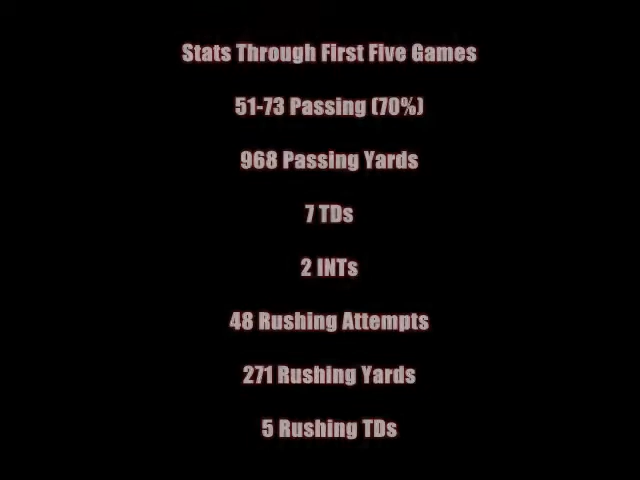 Stats Through First Five Games
51-73 Passing (70%)
968 Passing Yards
7 TDs
2 INTs
48 Rushing Attempts
271 Rushing Yards
5 Rushing TDs